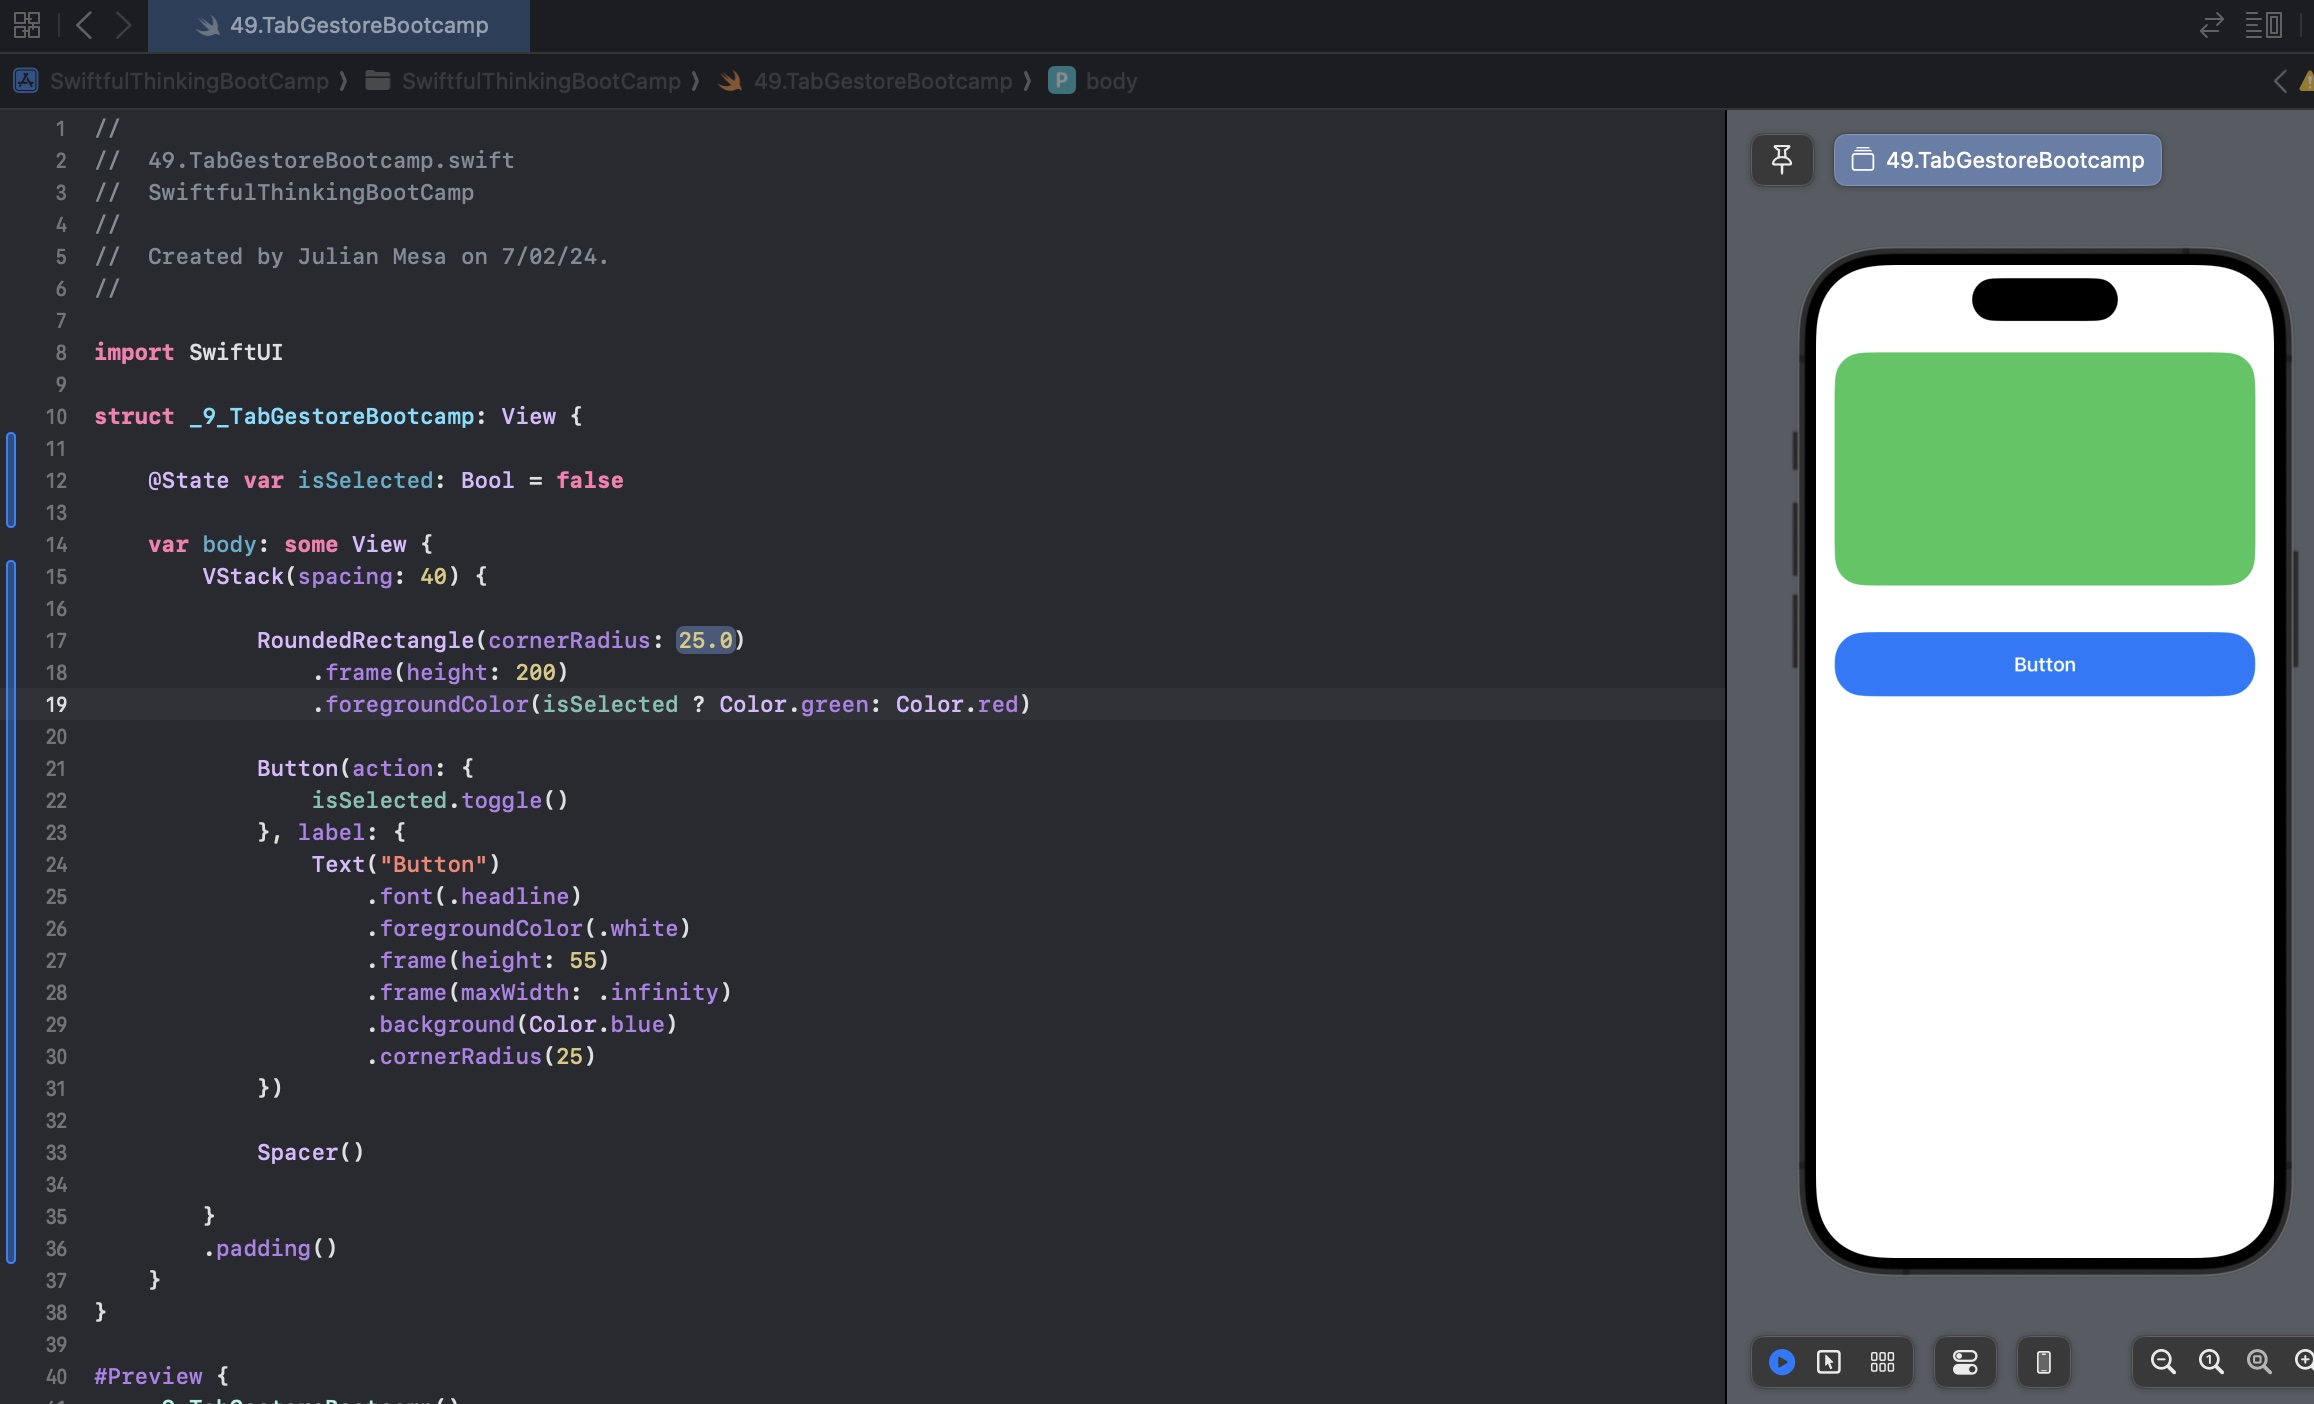 49.TabGestoreBootcamp
SwiftfulThinkingBootCamp ⟩ SwiftfulThinkingBootCamp ⟩ 49.TabGestoreBootcamp ⟩ P body
1 //
2 //  49.TabGestoreBootcamp.swift
3 //  SwiftfulThinkingBootCamp
4 //
5 //  Created by Julian Mesa on 7/02/24.
6 //
7
8 import SwiftUI
9
10 struct _9_TabGestoreBootcamp: View {
11
12     @State var isSelected: Bool = false
13
14     var body: some View {
15         VStack(spacing: 40) {
16
17             RoundedRectangle(cornerRadius: 25.0)
18                 .frame(height: 200)
19                 .foregroundColor(isSelected ? Color.green: Color.red)
20
21             Button(action: {
22                 isSelected.toggle()
23             }, label: {
24                 Text("Button")
25                     .font(.headline)
26                     .foregroundColor(.white)
27                     .frame(height: 55)
28                     .frame(maxWidth: .infinity)
29                     .background(Color.blue)
30                     .cornerRadius(25)
31             })
32
33             Spacer()
34
35         }
36         .padding()
37     }
38 }
39
40 #Preview {
49.TabGestoreBootcamp
Button